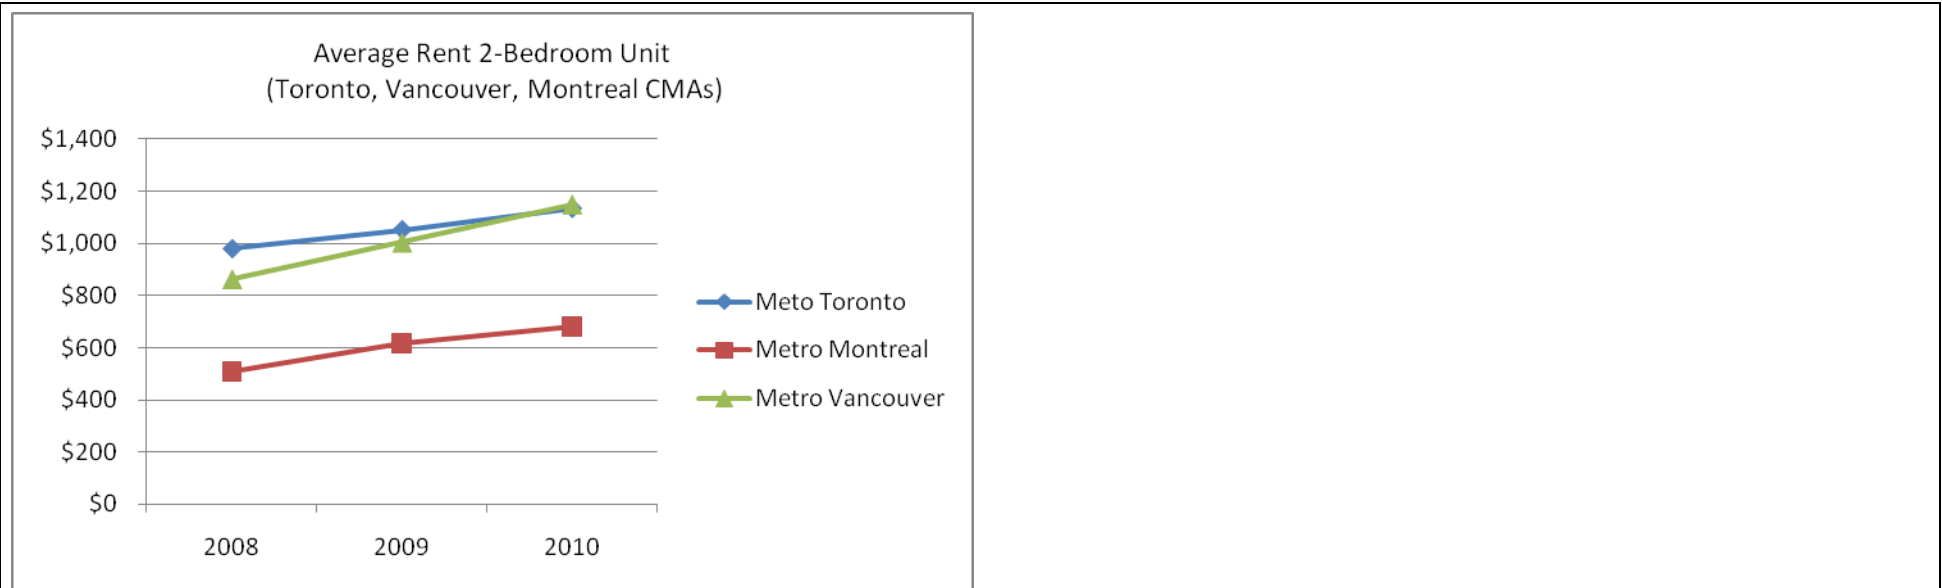 Average Rent 2-Bedroom Unit
(Toronto, Vancouver, Montreal CMAs)
$1,400
$1,200
$1,000
$800
$600
$400
$200
$0
2008 2009 2010
Meto Toronto
Metro Montreal
Metro Vancouver